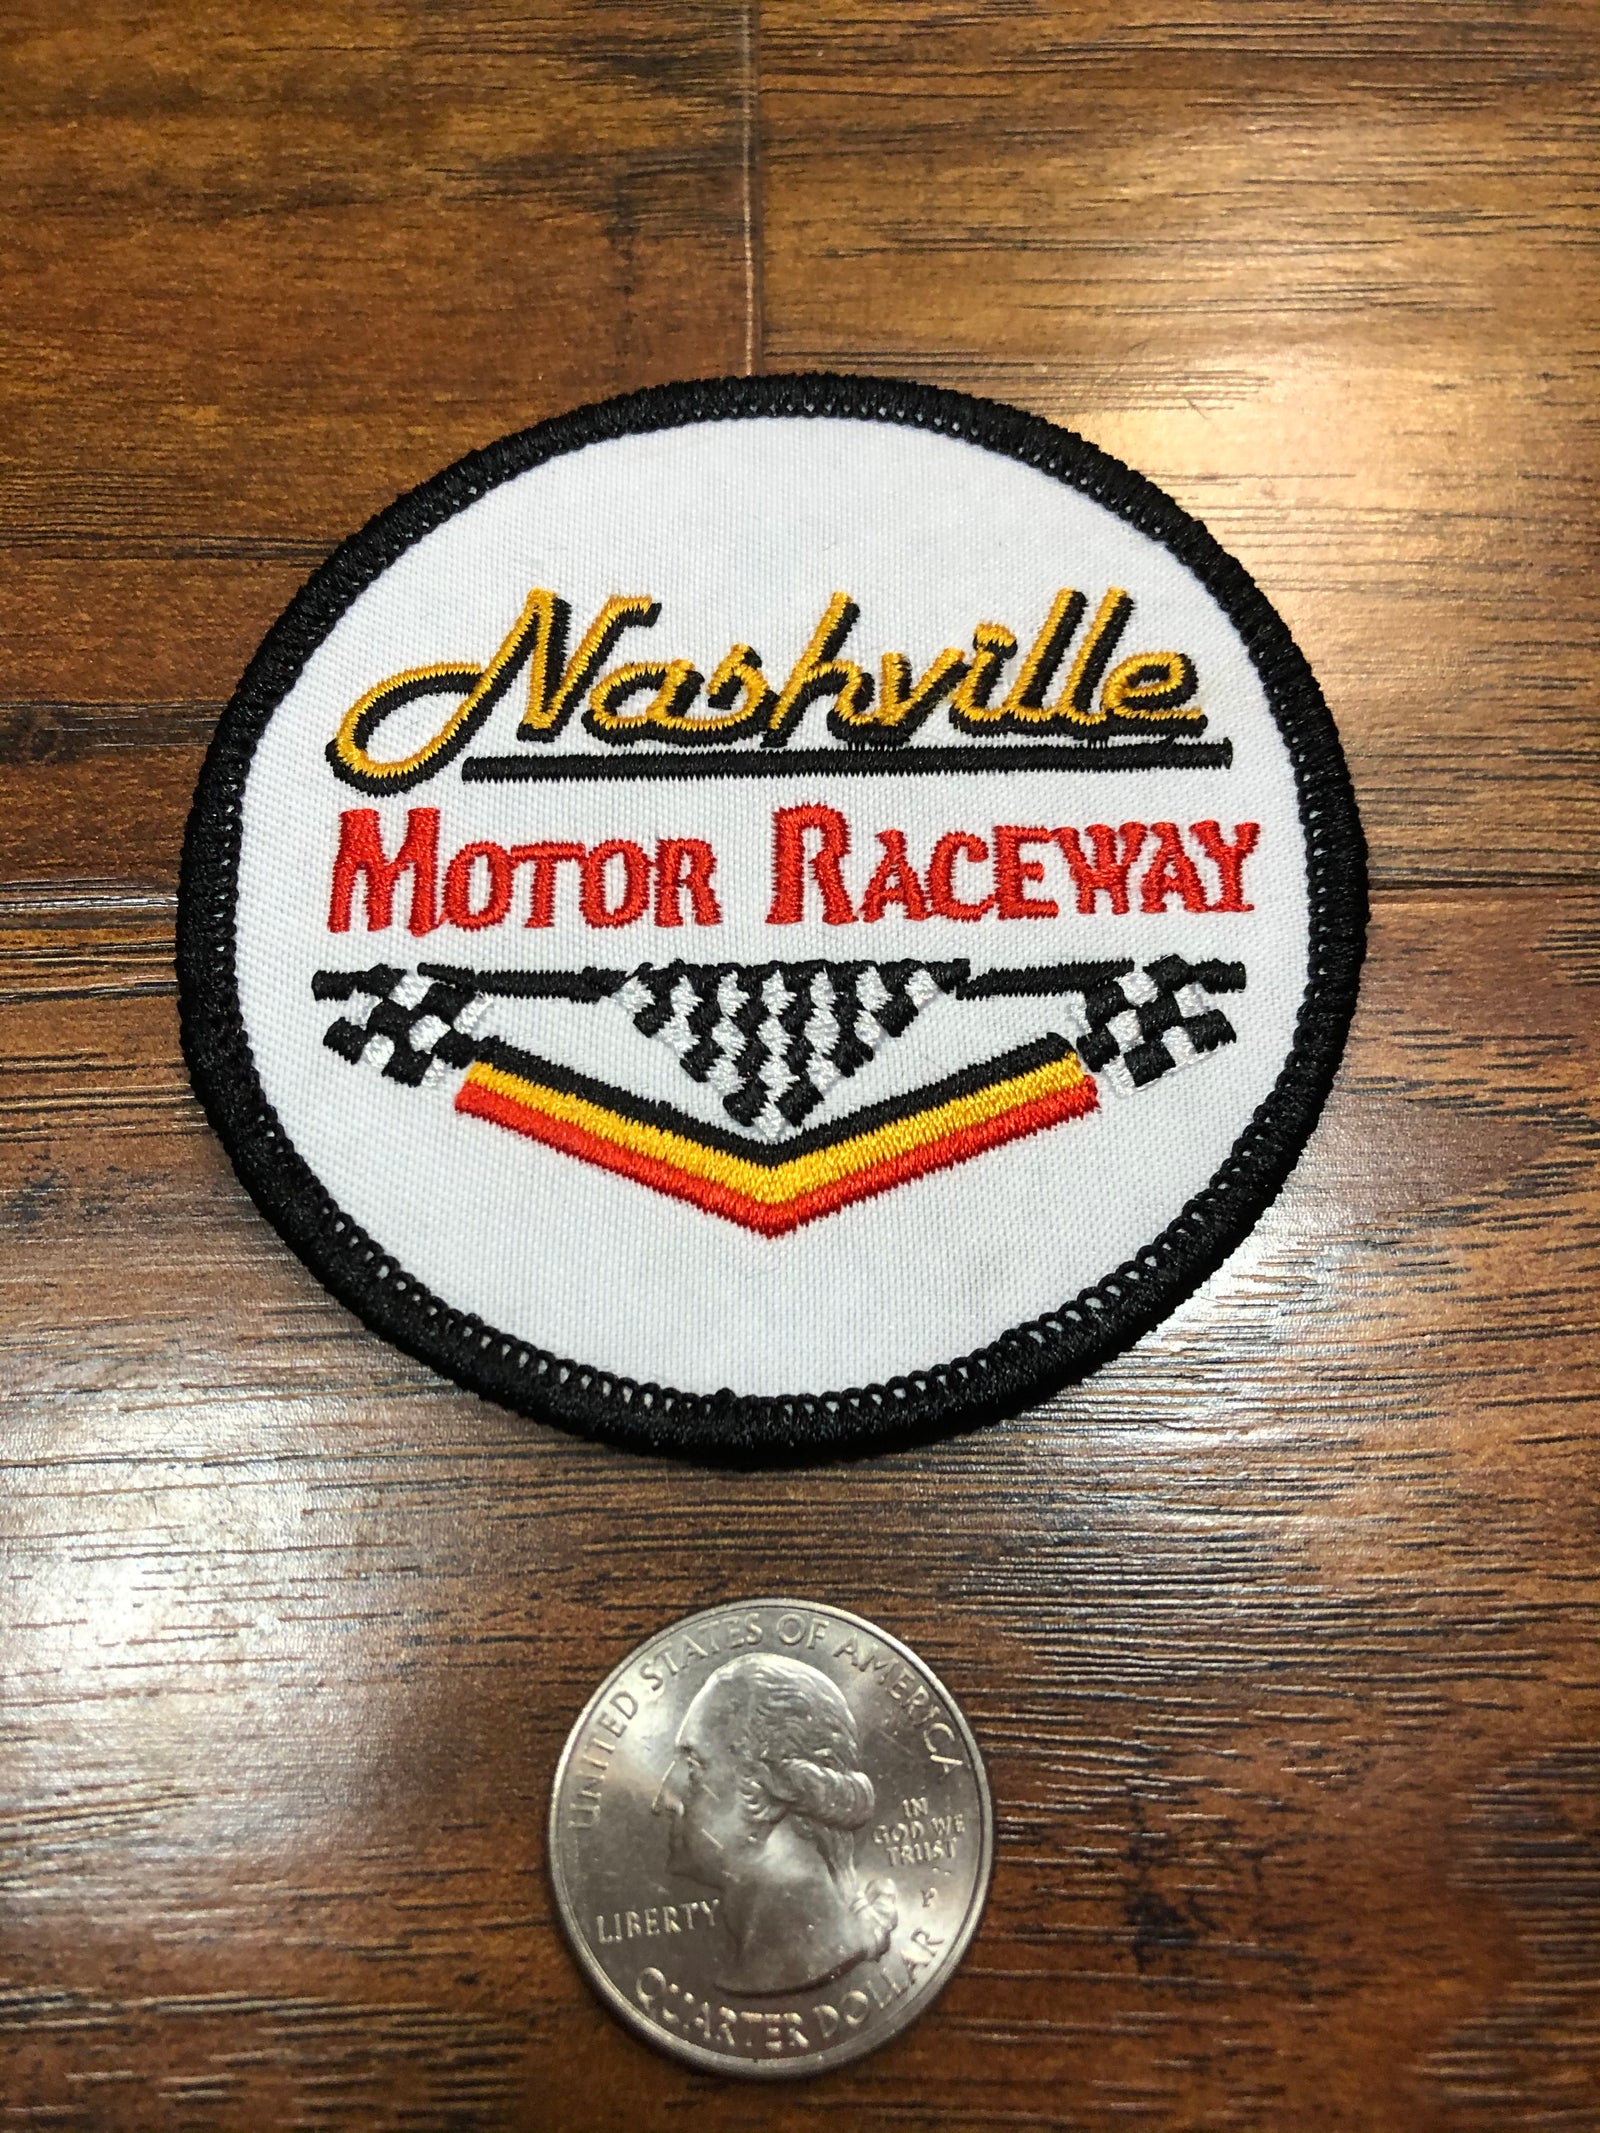 Nashville
MOTOR RACEWAY
UNITED STATES OF AMERICA
IN
GOD WE
TRUST
P
LIBERTY
QUARTER DOLLAR